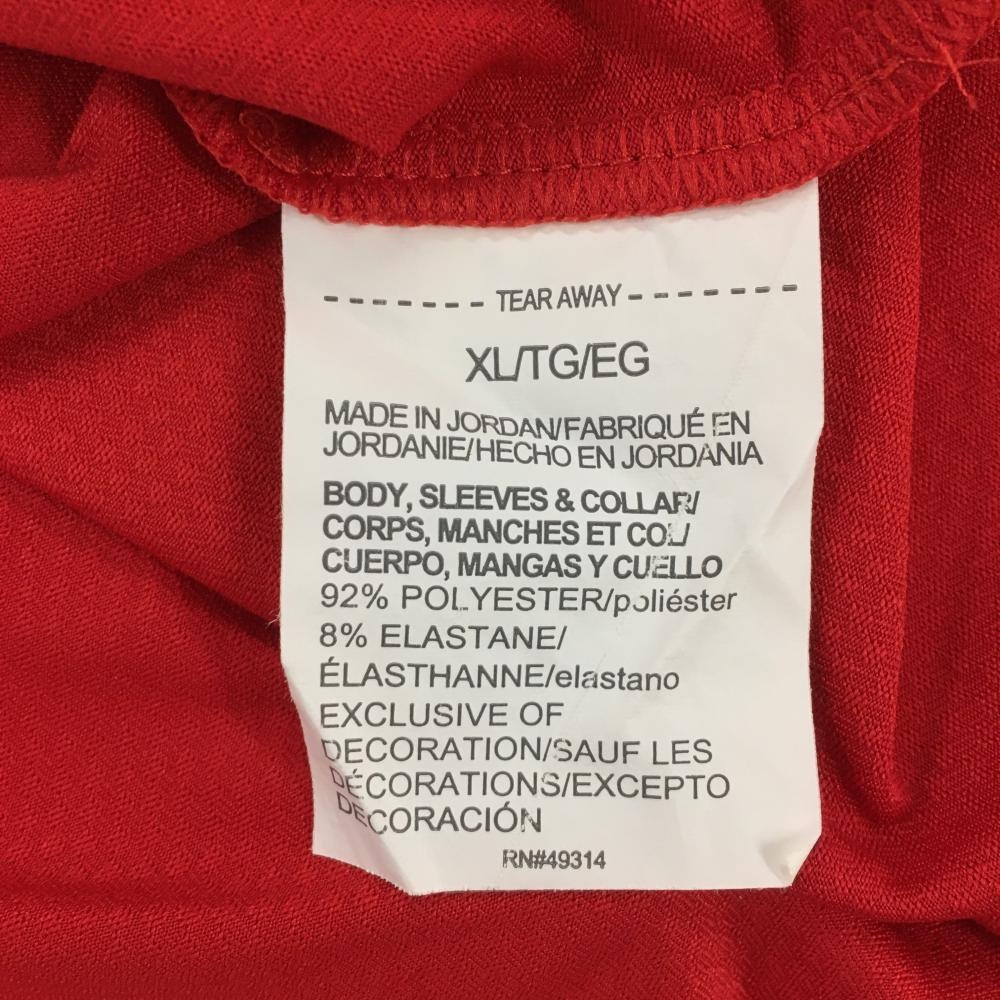 TEAR AWAY
XL/TG/EG
MADE IN JORDAN/FABRIQUÉ EN
JORDANIE/HECHO EN JORDANIA
BODY, SLEEVES & COLLAR/
CORPS, MANCHES ET COL/
CUERPO, MANGAS Y CUELLO
92% POLYESTER/poliéster
8% ELASTANE/
ÉLASTHANNE/elastano
EXCLUSIVE OF
DECORATION/SAUF LES
DÉCORATIONS/EXCEPTO
DECORACIÓN
RN#49314